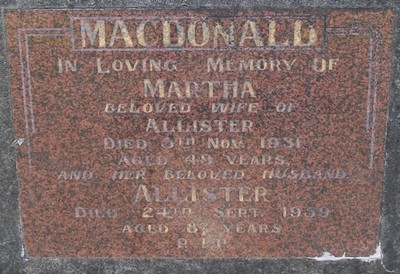 MACDONALD
IN LOVING MEMORY OF
MARTHA
BELOVED WIFE OF
ALLISTER
DIED 5TH NOV. 1931
AGED 48 YEARS.
AND HER BELOVED HUSBAND
ALLISTER
DIED 24TH SEPT. 1959
AGED YEARS
R.I.P.